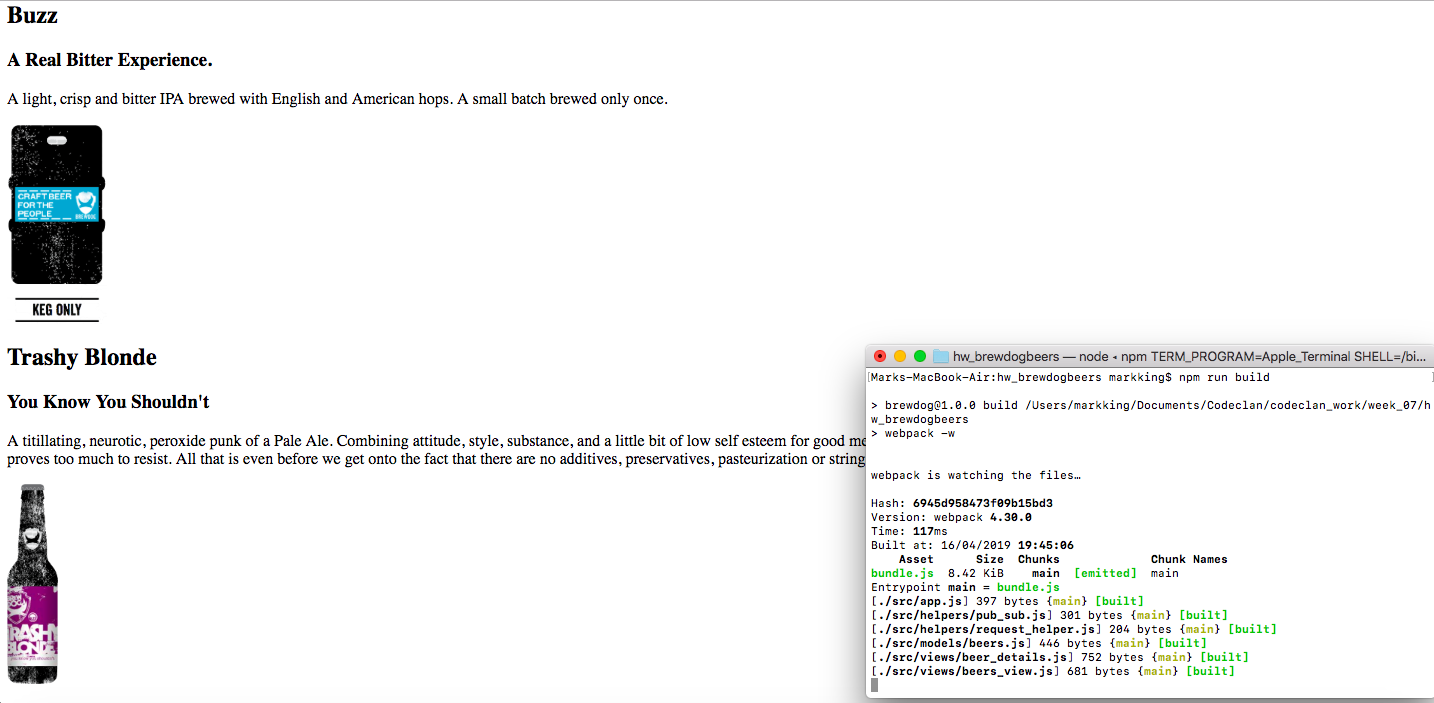 Buzz
A Real Bitter Experience.
A light, crisp and bitter IPA brewed with English and American hops. A small batch brewed only once.
CRAFT BEER
FOR THE
PEOPLE
BREWDOG
KEG ONLY
Trashy Blonde
You Know You Shouldn't
A titillating, neurotic, peroxide punk of a Pale Ale. Combining attitude, style, substance, and a little bit of low self esteem for good
proves too much to resist. All that is even before we get onto the fact that there are no additives, preservatives, pasteurization or string
TRASHY
BLONDE
hw_brewdogbeers — node ◂ npm TERM_PROGRAM=Apple_Terminal SHELL=/bi...
[Marks-MacBook-Air:hw_brewdogbeers markking$ npm run build ]
> brewdog@1.0.0 build /Users/markking/Documents/Codeclan/codeclan_work/week_07/h
w_brewdogbeers
> webpack -w
webpack is watching the files…
Hash: 6945d958473f09b15bd3
Version: webpack 4.30.0
Time: 117ms
Built at: 16/04/2019 19:45:06
Asset Size Chunks Chunk Names
bundle.js 8.42 KiB main [emitted] main
Entrypoint main = bundle.js
[./src/app.js] 397 bytes {main} [built]
[./src/helpers/pub_sub.js] 301 bytes {main} [built]
[./src/helpers/request_helper.js] 204 bytes {main} [built]
[./src/models/beers.js] 446 bytes {main} [built]
[./src/views/beer_details.js] 752 bytes {main} [built]
[./src/views/beers_view.js] 681 bytes {main} [built]